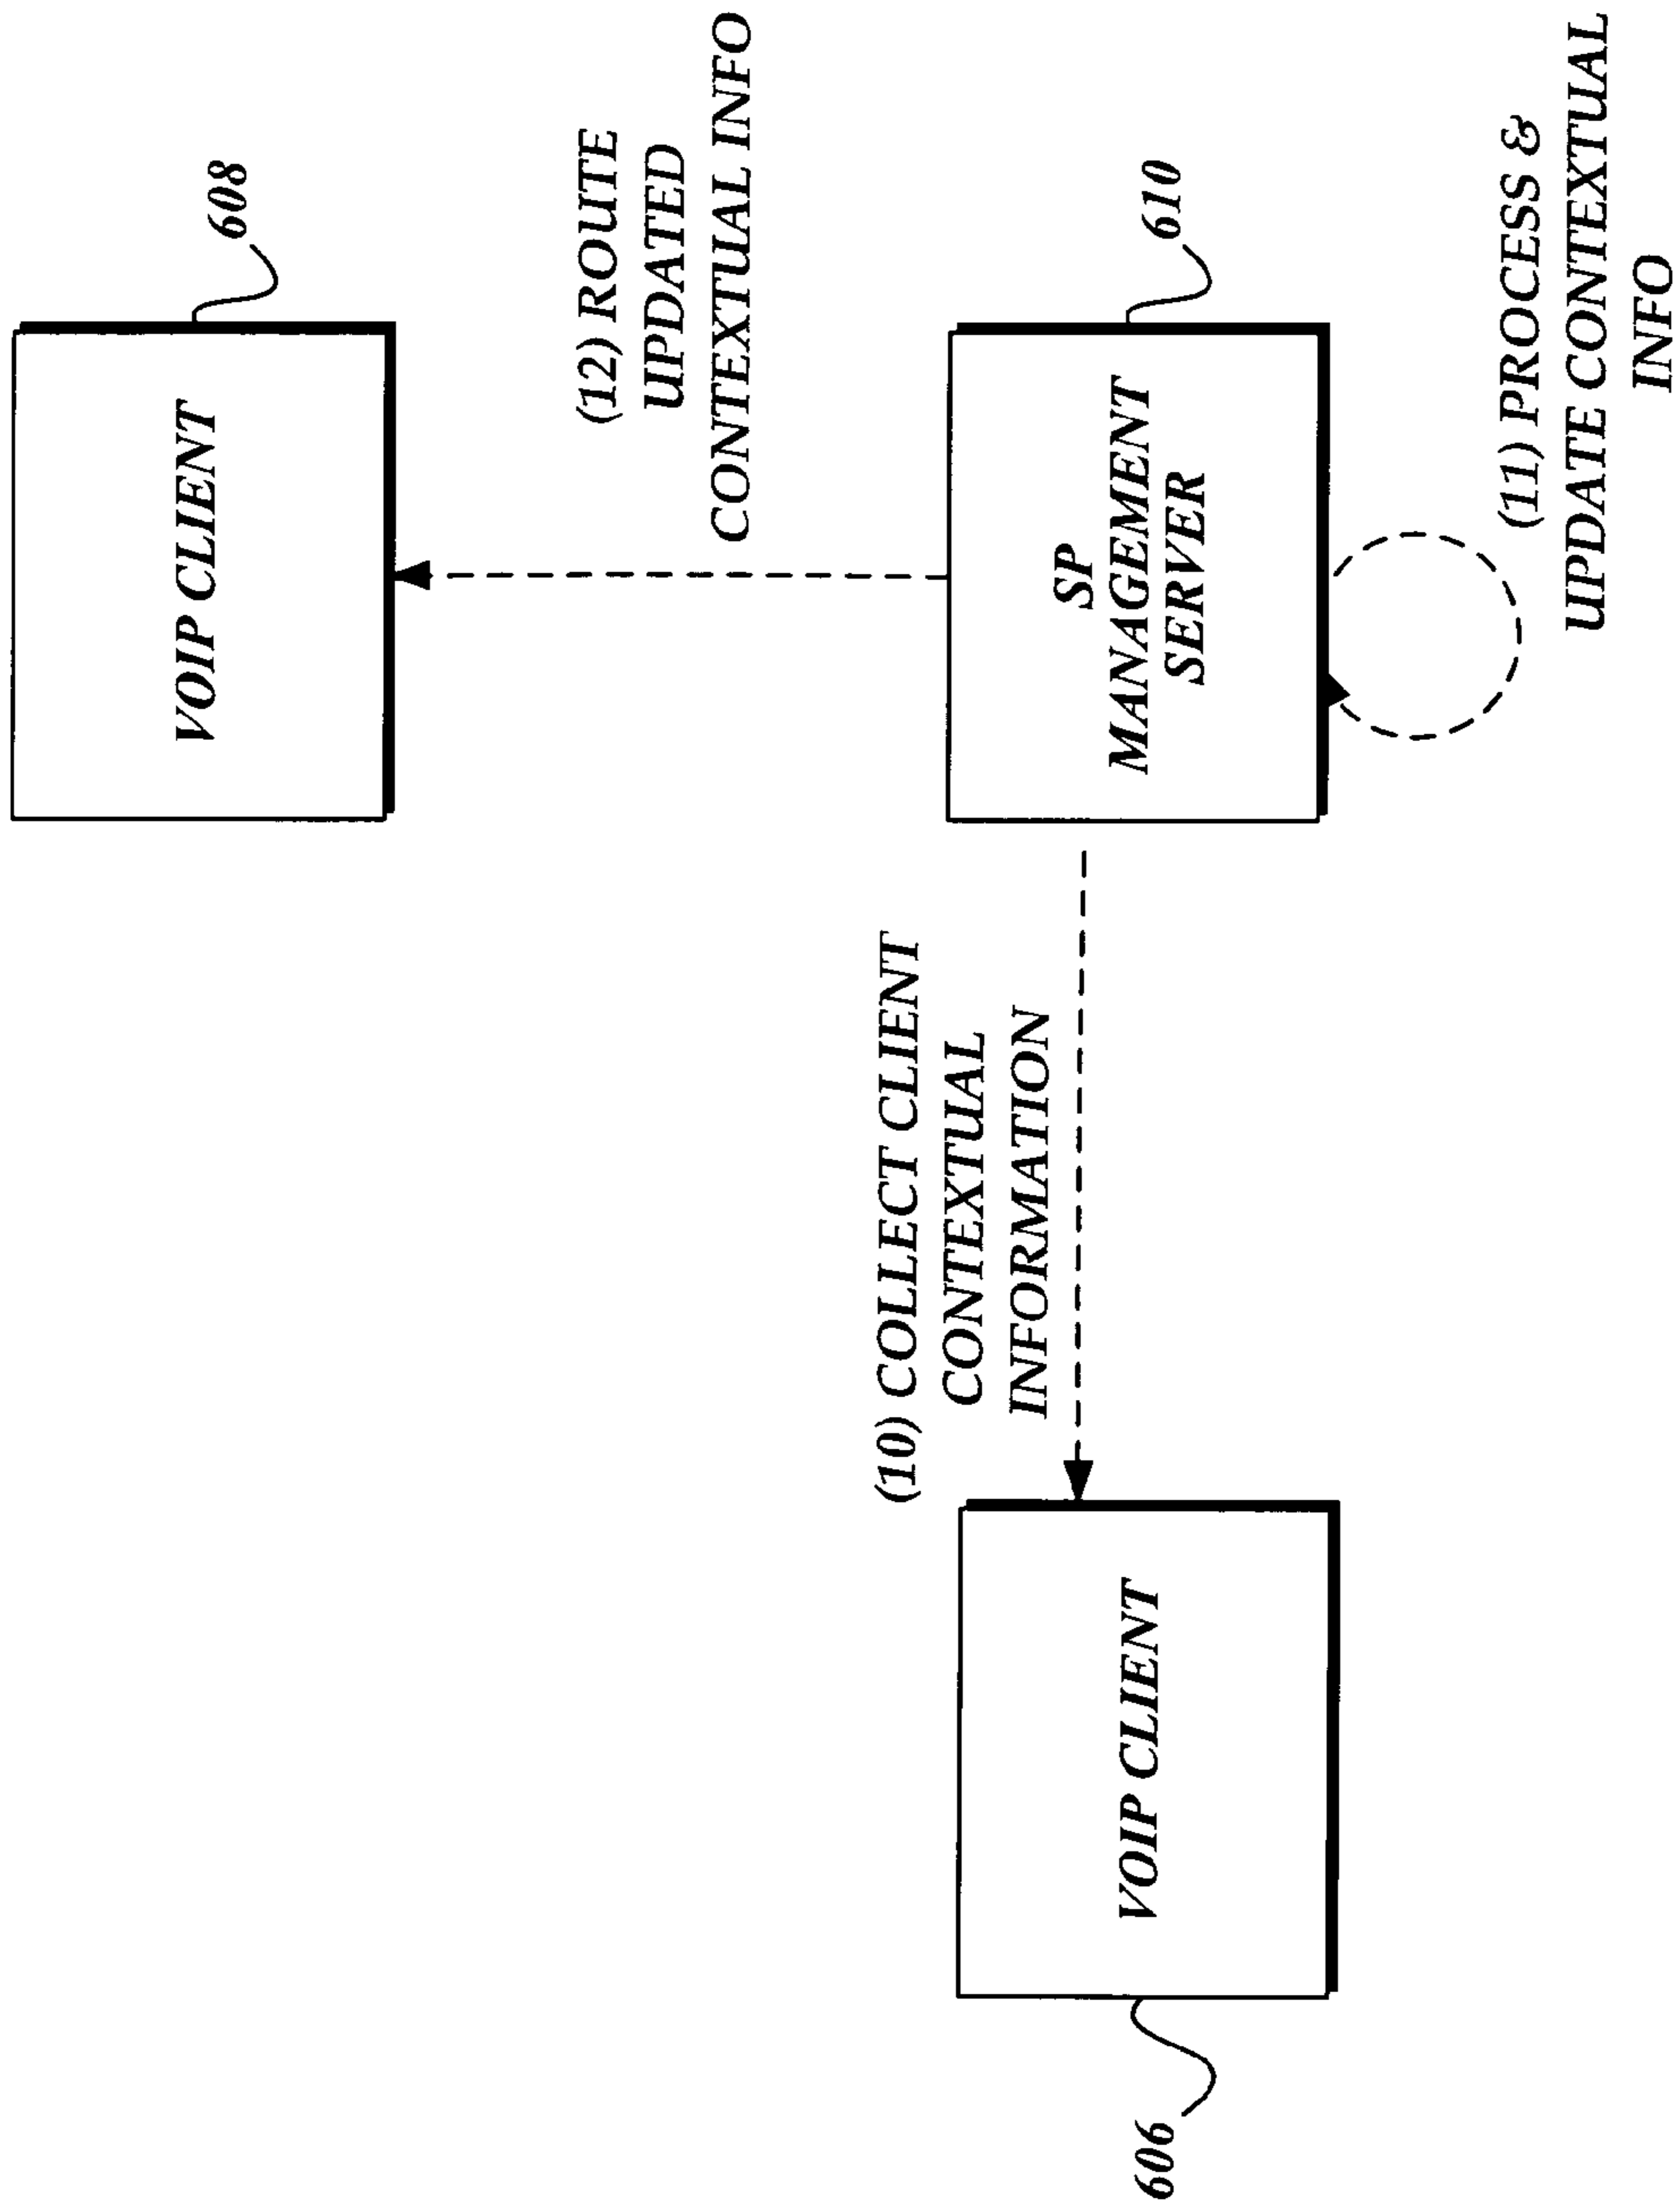 VOIP CLIENT
608
(12) ROUTE
UPDATED
CONTEXTUAL INFO
606
VOIP CLIENT
(10) COLLECT CLIENT
CONTEXTUAL
INFORMATION
SP
MANAGEMENT
SERVER
610
(11) PROCESS &
UPDATE CONTEXTUAL
INFO